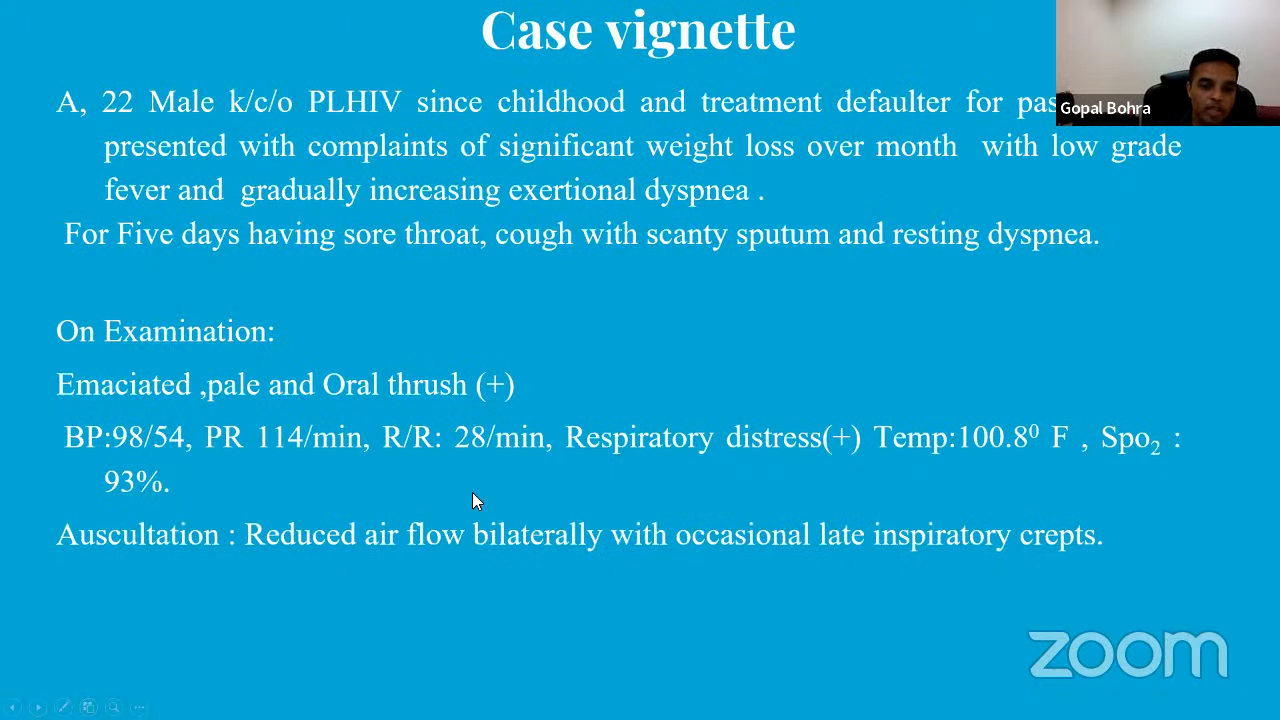 Case vignette
A, 22 Male k/c/o PLHIV since childhood and treatment defaulter for
Gopal Bohra
presented with complaints of significant weight loss over month with low grade
fever and gradually increasing exertional dyspnea .
For Five days having sore throat, cough with scanty sputum and resting dyspnea.
On Examination:
Emaciated ,pale and Oral thrush (+)
BP:98/54, PR 114/min, R/R: 28/min, Respiratory distress(+) Temp:100.8⁰ F , Spo₂ :
93%.
Auscultation : Reduced air flow bilaterally with occasional late inspiratory crepts.
zoom